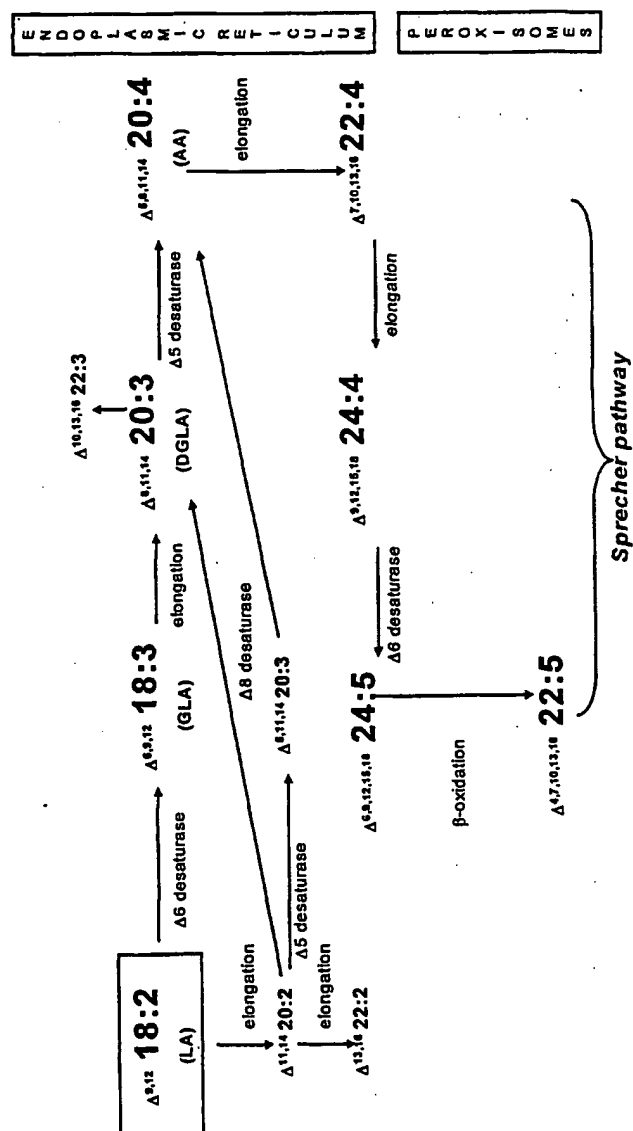 ENDOPLASMIC RETICULUM
PEROXISOMES
Δ10,13,16 22:3
Δ9,12 18:2
(LA)
Δ6 desaturase
Δ6,9,12 18:3
(GLA)
elongation
Δ8,11,14 20:3
(DGLA)
Δ5 desaturase
Δ5,8,11,14 20:4
(AA)
elongation
Δ8 desaturase
elongation
Δ11,14 20:2
Δ5 desaturase
Δ5,11,14 20:3
elongation
Δ13,16 22:2
Δ7,10,13,16 22:4
elongation
Δ9,12,15,18 24:4
Δ6 desaturase
Δ6,9,12,15,18 24:5
β-oxidation
Δ4,7,10,13,16 22:5
Sprecher pathway